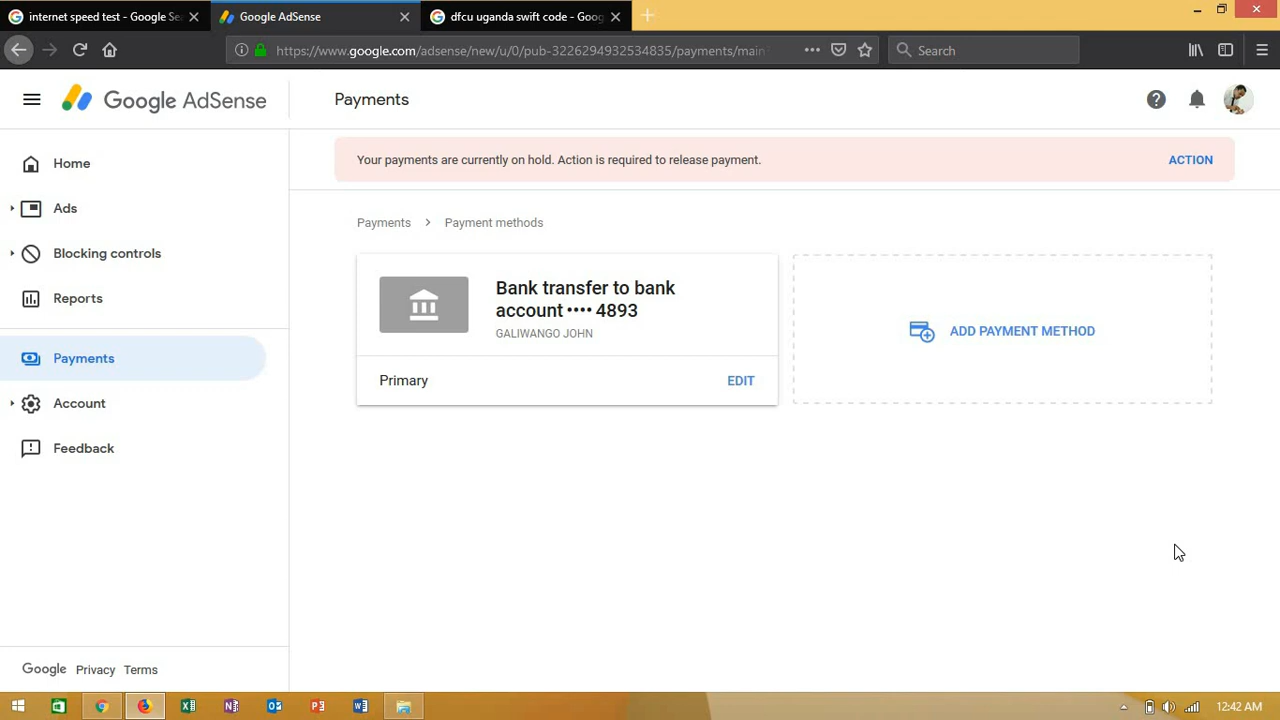 internet speed test - Google Se
Google AdSense
dfcu uganda swift code - Goog
https://www.google.com/adsense/new/u/0/pub-3226294932534835/payments/main
Search
Google AdSense
Payments
Home
Ads
Blocking controls
Reports
Payments
Account
Feedback
Your payments are currently on hold. Action is required to release payment.
ACTION
Payments > Payment methods
Bank transfer to bank
account •••• 4893
GALIWANGO JOHN
Primary
EDIT
ADD PAYMENT METHOD
Google Privacy Terms
12:42 AM